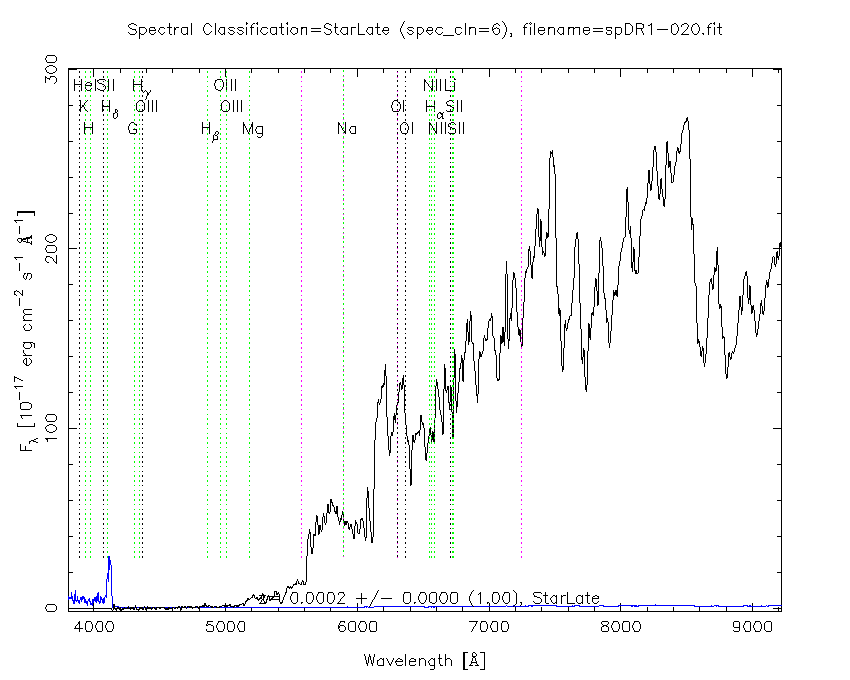 Spectral Classification=StarLate (spec_cln=6), filename=spDR1-020.fit
300
HeI SII Hγ OIII NII Li
K Hδ OIII OIII OI Hα SII
H G Hβ Mg Na OI NII SII
200
100
0
Fλ [10⁻¹⁷ erg cm⁻² s⁻¹ Å⁻¹]
0.0002 +/- 0.0000 (1.00), StarLate
4000 5000 6000 7000 8000 9000
Wavelength [Å]